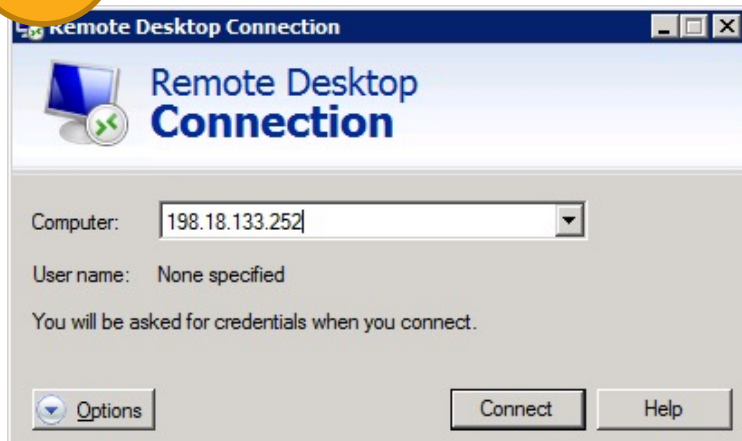 Remote Desktop Connection
Remote Desktop
Connection
Computer: 198.18.133.252
User name: None specified
You will be asked for credentials when you connect.
Options Connect Help